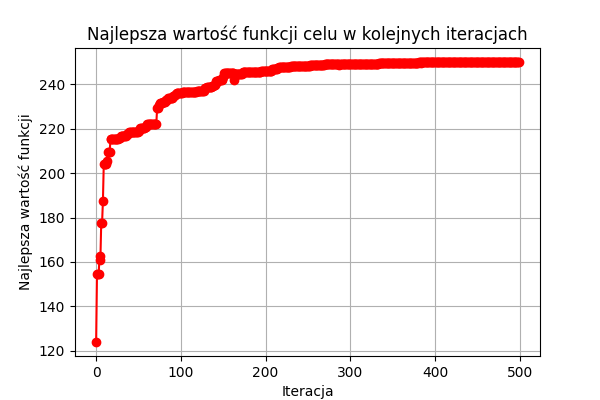 Najlepsza wartość funkcji celu w kolejnych iteracjach
Najlepsza wartość funkcji
240
220
200
180
160
140
120
0 100 200 300 400 500
Iteracja